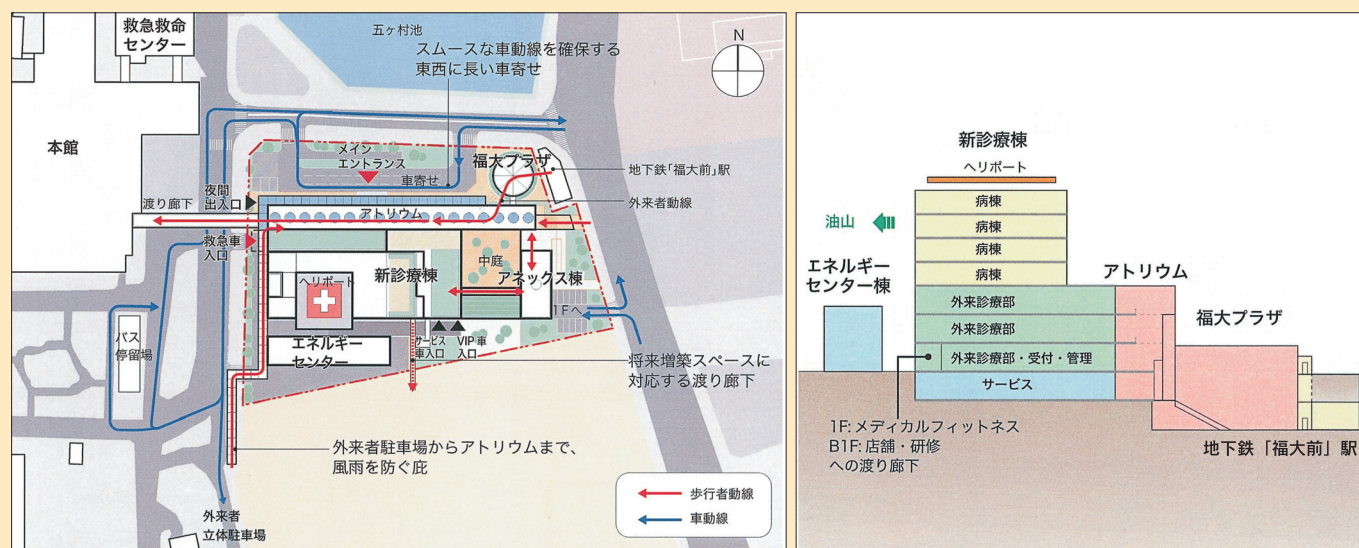 救急救命
センター
五ヶ村池
スムースな車動線を確保する
東西に長い車寄せ
N
本館
メイン
エントランス
福大プラザ
車寄せ
地下鉄「福大前」駅
夜間
出入口
渡り廊下
外来者動線
アトリウム
救急車
入口
新診療棟
中庭
アネックス棟
ヘリポート
1Fへ
バス
停留場
エネルギー
センター
サービス
車入口
VIP車
入口
将来増築スペースに
対応する渡り廊下
外来者駐車場からアトリウムまで、
風雨を防ぐ庇
外来者
立体駐車場
歩行者動線
車動線
新診療棟
ヘリポート
病棟
病棟
病棟
病棟
油山
エネルギー
センター棟
アトリウム
外来診療部
外来診療部
福大プラザ
外来診療部・受付・管理
サービス
1F:メディカルフィットネス
B1F:店舗・研修
への渡り廊下
地下鉄「福大前」駅